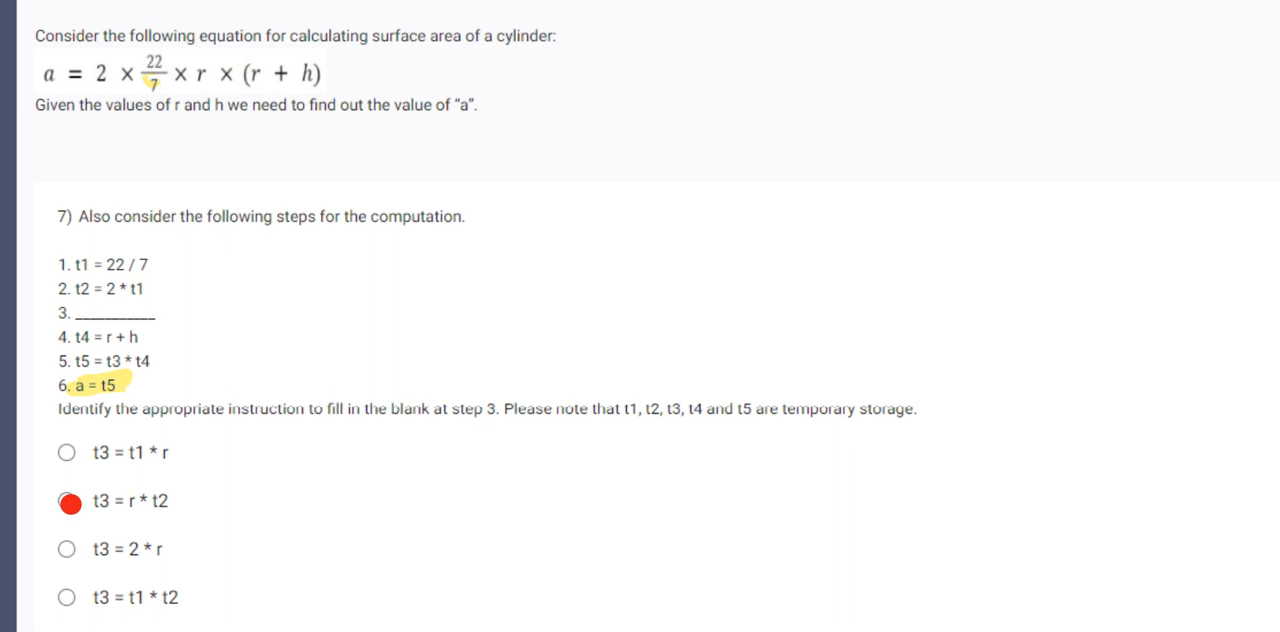 Consider the following equation for calculating surface area of a cylinder:
a = 2 × 22/7 × r × (r + h)
Given the values of r and h we need to find out the value of "a".
7) Also consider the following steps for the computation.
1. t1 = 22 / 7
2. t2 = 2 * t1
3. ___________
4. t4 = r + h
5. t5 = t3 * t4
6. a = t5
Identify the appropriate instruction to fill in the blank at step 3. Please note that t1, t2, t3, t4 and t5 are temporary storage.
t3 = t1 * r
t3 = r * t2
t3 = 2 * r
t3 = t1 * t2